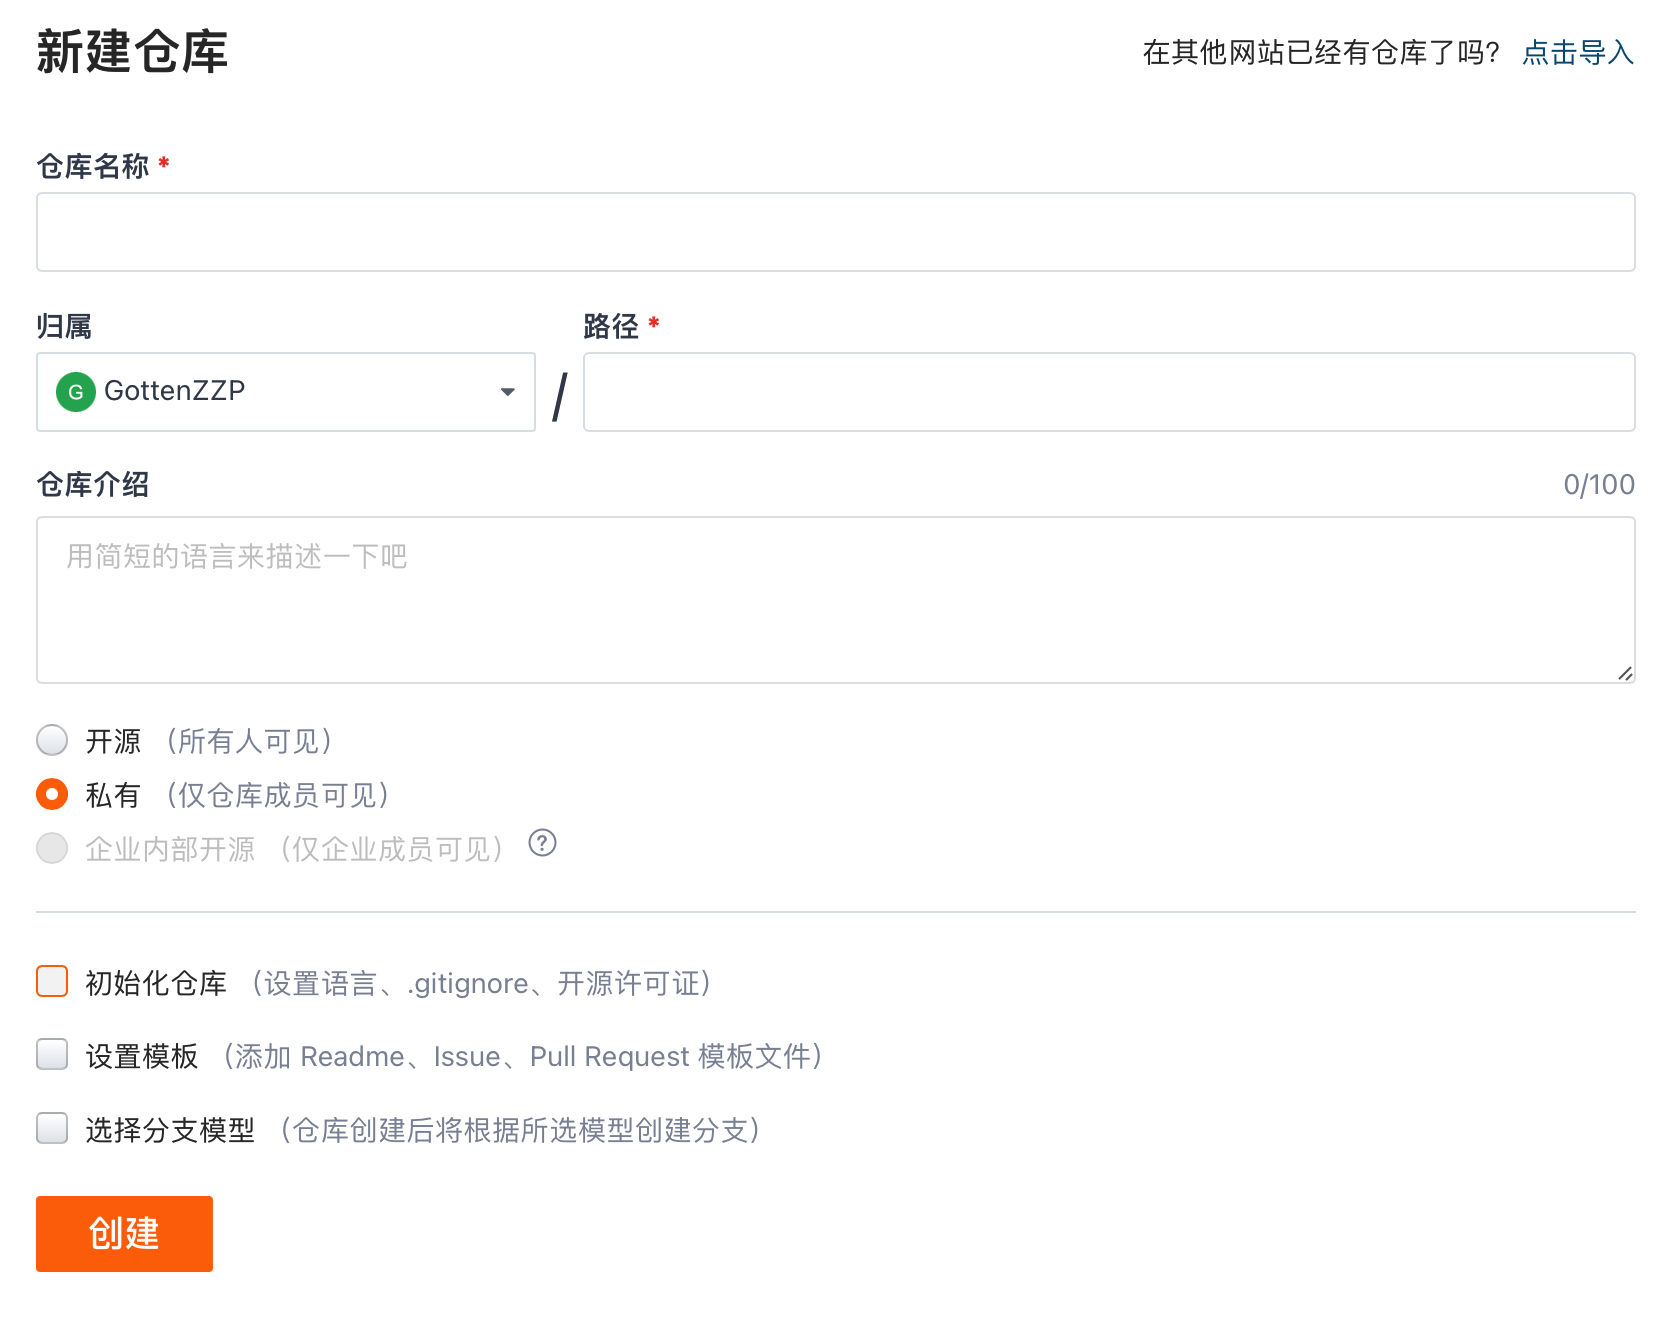 新建仓库
在其他网站已经有仓库了吗? 点击导入
仓库名称 *
归属
路径 *
G GottenZZP
/
仓库介绍
0/100
用简短的语言来描述一下吧
开源 （所有人可见）
私有 （仅仓库成员可见）
企业内部开源 （仅企业成员可见） ?
初始化仓库 （设置语言、.gitignore、开源许可证）
设置模板 （添加 Readme、Issue、Pull Request 模板文件）
选择分支模型 （仓库创建后将根据所选模型创建分支）
创建